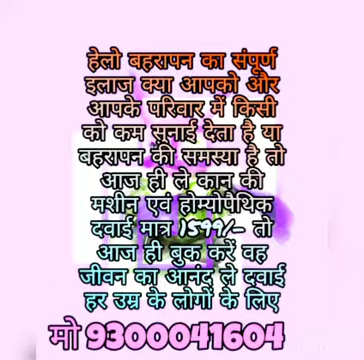 हेलो बहरापन का संपूर्ण
इलाज क्या आपको और
आपके परिवार में किसी
को कम सुनाई देता है या
बहरापन की समस्या है तो
आज ही ले कान की
मशीन एवं होम्योपैथिक
दवाई मात्र 1599/- तो
आज ही बुक करें वह
जीवन का आनंद ले दवाई
हर उम्र के लोगों के लिए
मो 9300041604